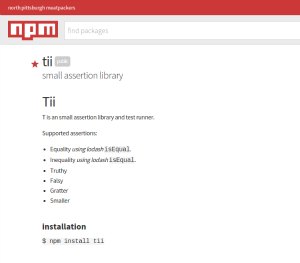 north pittsburgh meatpackers
npm
find packages
tii public
small assertion library
Tii
T is an small assertion library and test runner.
Supported assertions:
Equality using lodash isEqual.
Inequality using lodash isEqual.
Truthy
Falsy
Gratter
Smaller
installation
$ npm install tii